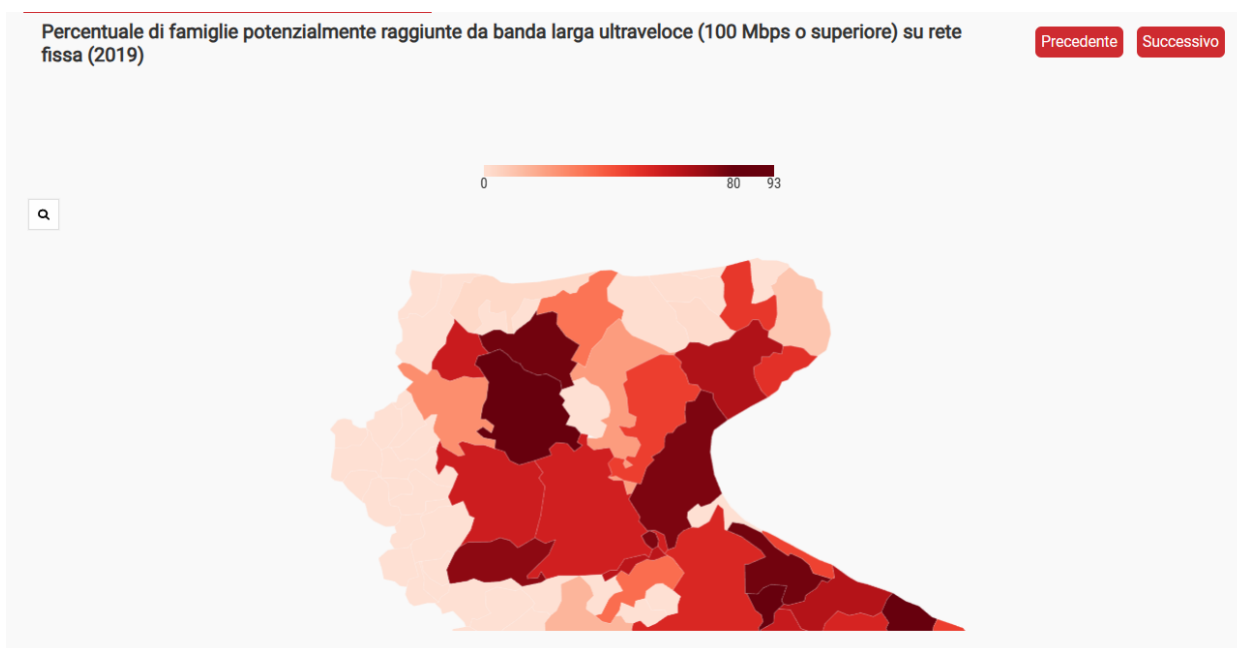 Percentuale di famiglie potenzialmente raggiunte da banda larga ultraveloce (100 Mbps o superiore) su rete
fissa (2019)
Precedente
Successivo
0
80
93